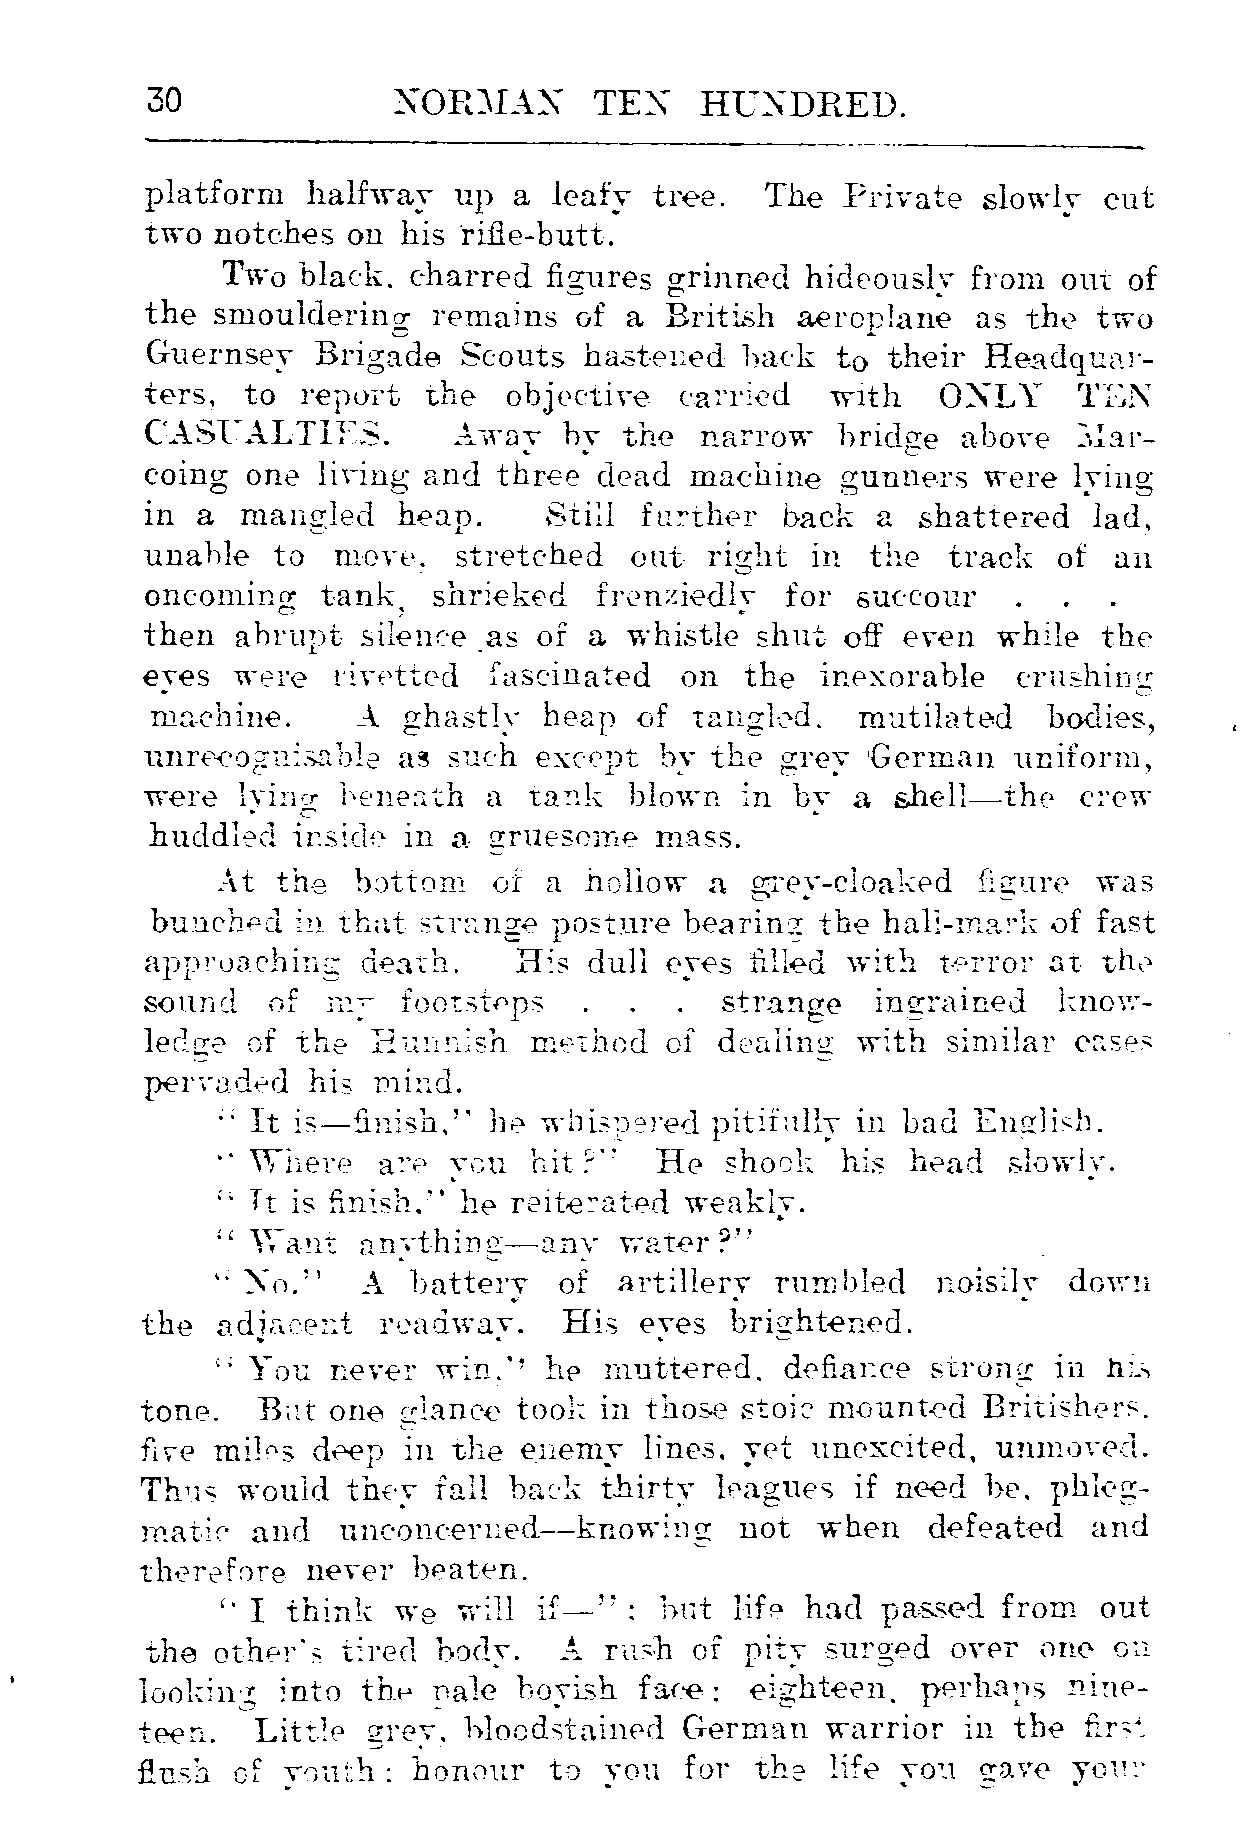 30 NORMAN TEN HUNDRED.
platform halfway up a leafy tree. The Private slowly cut
two notches on his rifle-butt.
Two black, charred figures grinned hideously from out of
the smouldering remains of a British aeroplane as the two
Guernsey Brigade Scouts hastened back to their Headquar-
ters, to report the objective carried with ONLY TEN
CASUALTIES. Away by the narrow bridge above Mar-
coing one living and three dead machine gunners were lying
in a mangled heap. Still further back a shattered lad,
unable to move, stretched out right in the track of an
oncoming tank, shrieked frenziedly for succour . . .
then abrupt silence as of a whistle shut off even while the
eyes were rivetted fascinated on the inexorable crushing
machine. A ghastly heap of tangled, mutilated bodies,
unrecognisable as such except by the grey German uniform,
were lying beneath a tank blown in by a shell—the crew
huddled inside in a gruesome mass.
At the bottom of a hollow a grey-cloaked figure was
bunched in that strange posture bearing the hall-mark of fast
approaching death. His dull eyes filled with terror at the
sound of my footsteps . . . strange ingrained know-
ledge of the Hunnish method of dealing with similar cases
pervaded his mind.
“ It is—finish,” he whispered pitifully in bad English.
“ Where are you hit?” He shook his head slowly.
“ It is finish,” he reiterated weakly.
“ Want anything—any water?”
“ No.” A battery of artillery rumbled noisily down
the adjacent roadway. His eyes brightened.
“ You never win,” he muttered, defiance strong in his
tone. But one glance took in those stoic mounted Britishers.
five miles deep in the enemy lines, yet unexcited, unmoved.
Thus would they fall back thirty leagues if need be, phleg-
matic and unconcerned—knowing not when defeated and
therefore never beaten.
“ I think we will if—” : but life had passed from out
the other's tired body. A rush of pity surged over one on
looking into the pale boyish face : eighteen, perhaps nine-
teen. Little grey, bloodstained German warrior in the first
flush of youth : honour to you for the life you gave your